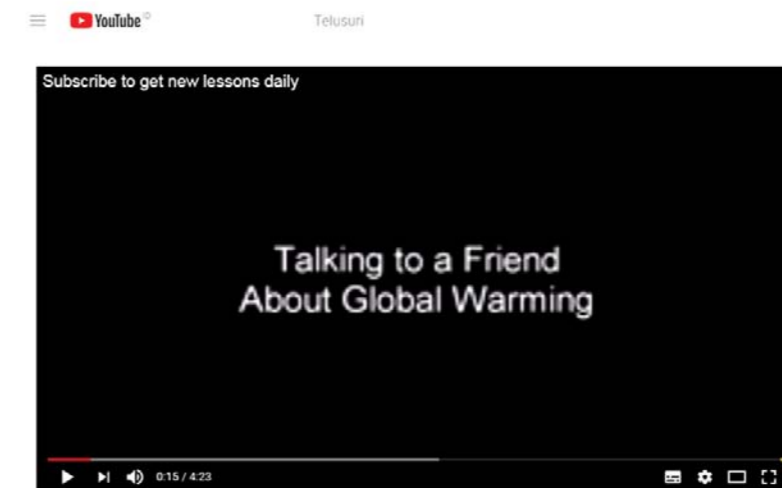 YouTube
Telusuri
Subscribe to get new lessons daily
Talking to a Friend
About Global Warming
0:15 / 4:23